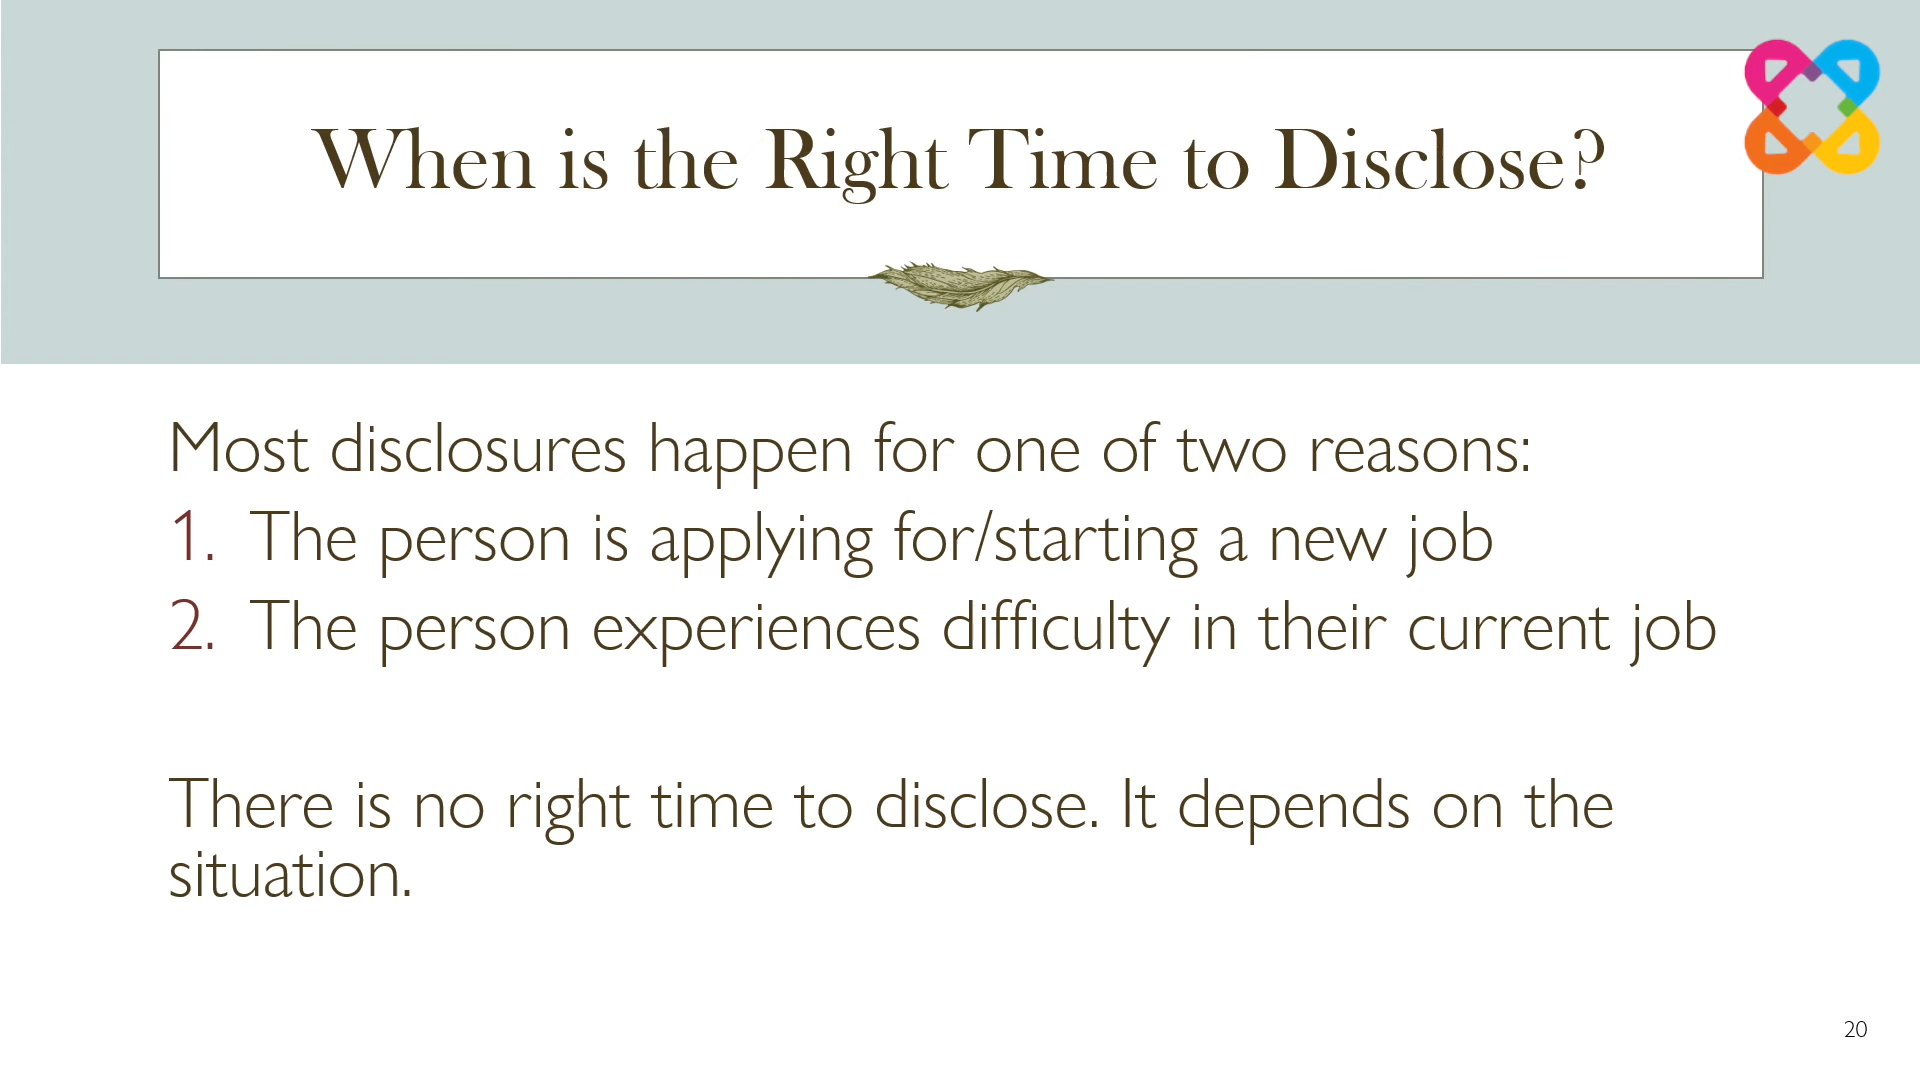 When is the Right Time to Disclose?
Most disclosures happen for one of two reasons:
1. The person is applying for/starting a new job
2. The person experiences difficulty in their current job
There is no right time to disclose. It depends on the
situation.
20